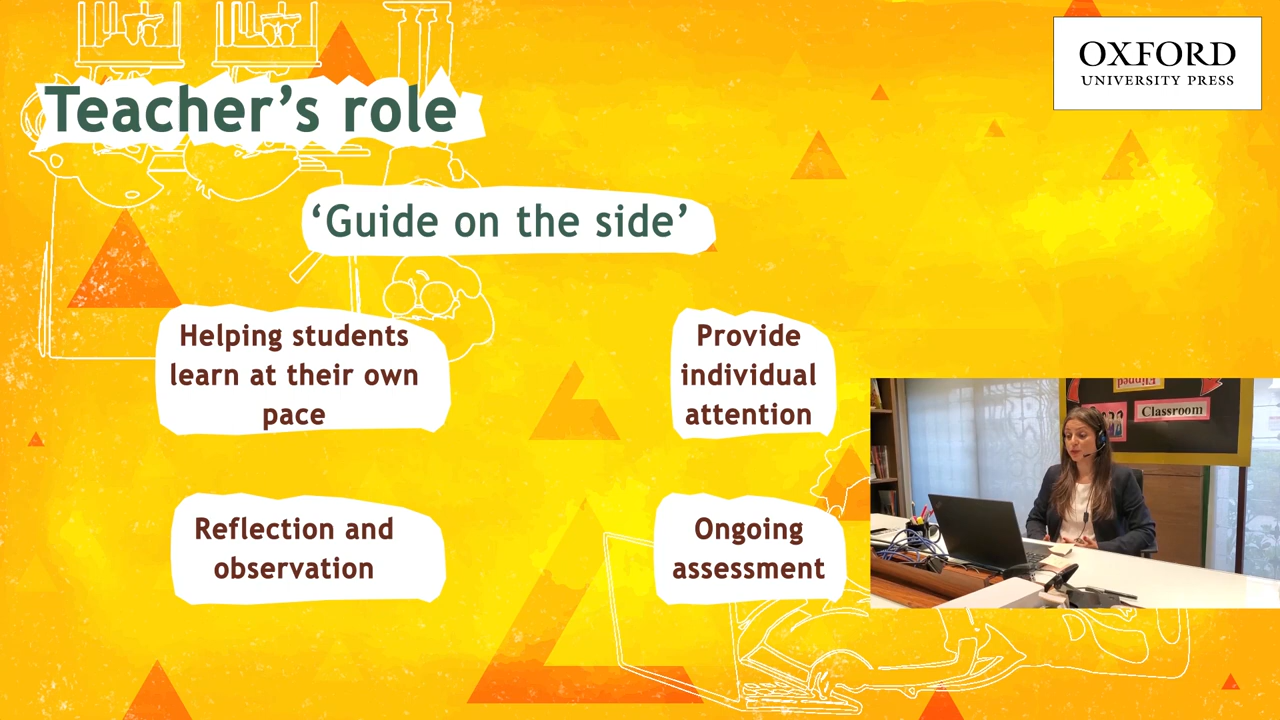 OXFORD
UNIVERSITY PRESS
Teacher's role
‘Guide on the side’
Helping students
learn at their own
pace
Provide
individual
attention
Reflection and
observation
Ongoing
assessment
Flipped
Classroom